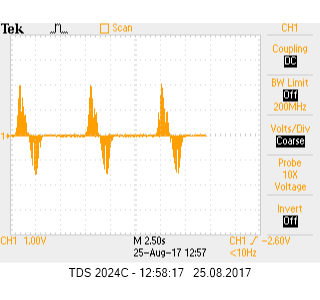 Tek Scan CH1
Coupling
DC
BW Limit
Off
200MHz
Volts/Div
Coarse
Probe
10X
Voltage
Invert
Off
1
CH1 1.00V M 2.50s CH1 -2.60V
25-Aug-17 12:57 <10Hz
TDS 2024C - 12:58:17 25.08.2017